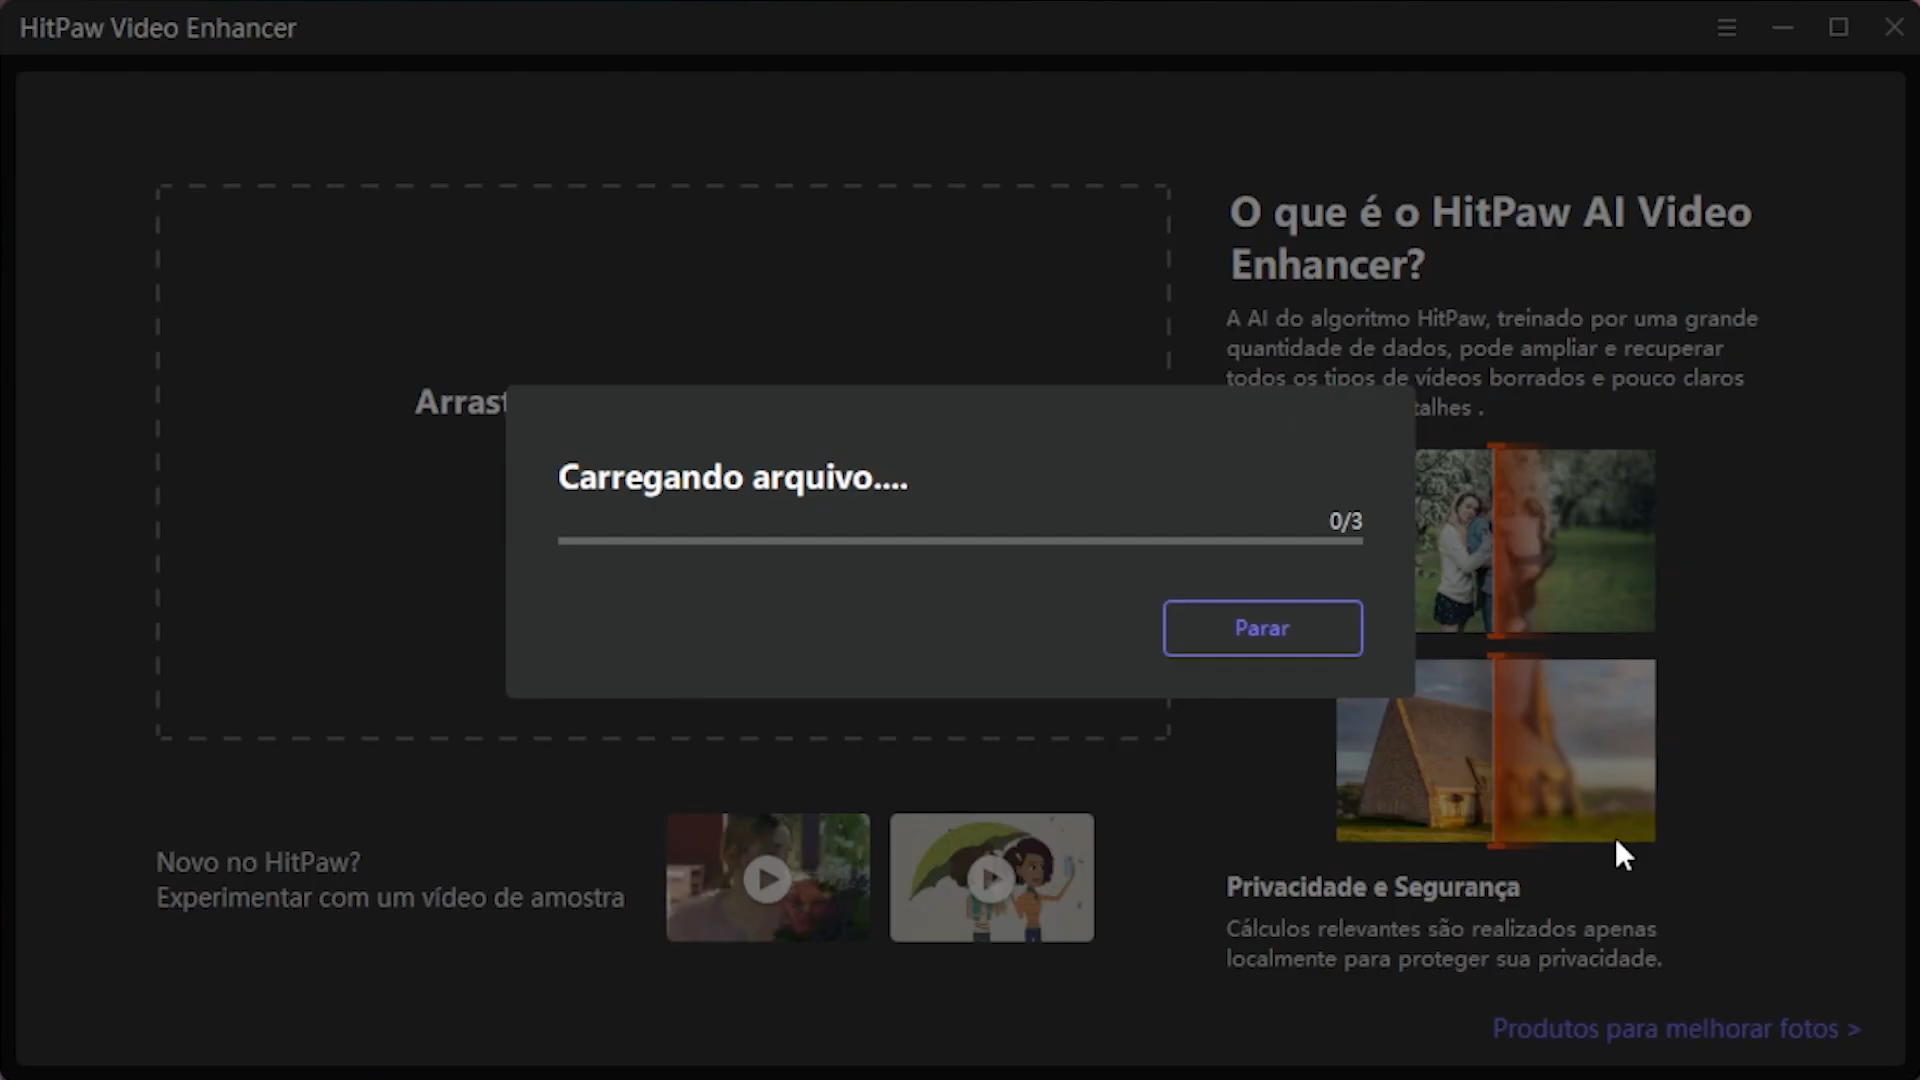 HitPaw Video Enhancer
O que é o HitPaw AI Video
Enhancer?
A AI do algoritmo HitPaw, treinado por uma grande
quantidade de dados, pode ampliar e recuperar
todos os tipos de vídeos borrados e pouco claros
talhes .
Arrast
Carregando arquivo....
0/3
Parar
Novo no HitPaw?
Experimentar com um vídeo de amostra
Privacidade e Segurança
Cálculos relevantes são realizados apenas
localmente para proteger sua privacidade.
Produtos para melhorar fotos >